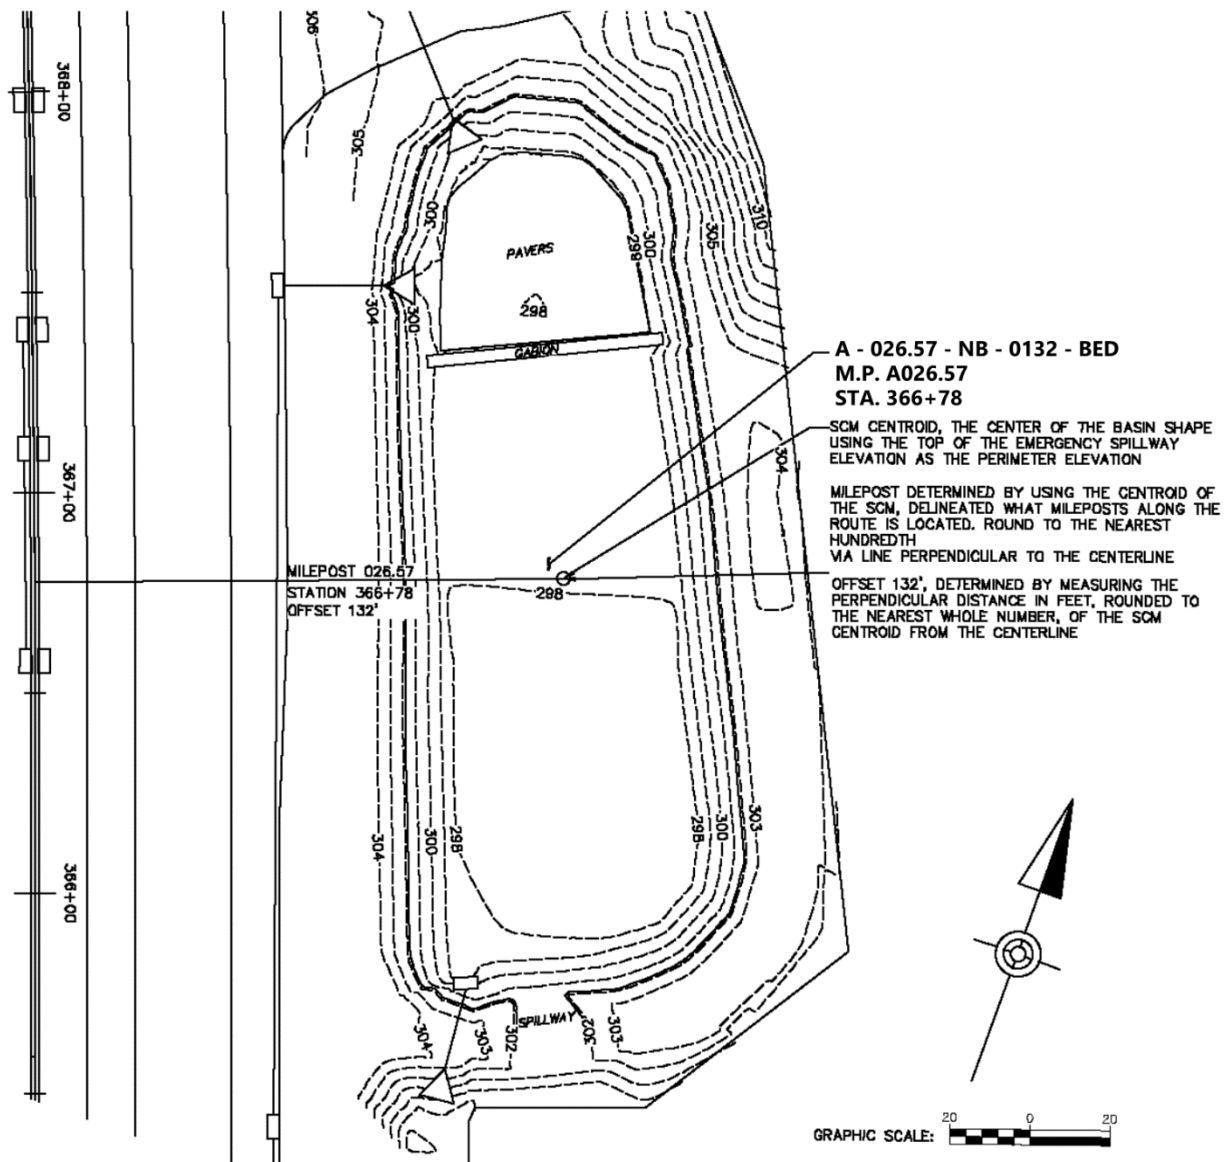 306
368+00
305
310
300
305
PAVERS
299
300
298
304
300
GABION
A - 026.57 - NB - 0132 - BED
M.P. A026.57
STA. 366+78
SCM CENTROID, THE CENTER OF THE BASIN SHAPE
USING THE TOP OF THE EMERGENCY SPILLWAY
ELEVATION AS THE PERIMETER ELEVATION
304
367+00
MILEPOST DETERMINED BY USING THE CENTROID OF
THE SCM, DELINEATED WHAT MILEPOSTS ALONG THE
ROUTE IS LOCATED. ROUND TO THE NEAREST
HUNDREDTH
VIA LINE PERPENDICULAR TO THE CENTERLINE
MILEPOST 026.57
STATION 366+78
OFFSET 132'
298
OFFSET 132', DETERMINED BY MEASURING THE
PERPENDICULAR DISTANCE IN FEET, ROUNDED TO
THE NEAREST WHOLE NUMBER, OF THE SCM
CENTROID FROM THE CENTERLINE
304
300
298
298
300
303
366+00
SPILLWAY
304
303
302
302
303
GRAPHIC SCALE:
20 0 20